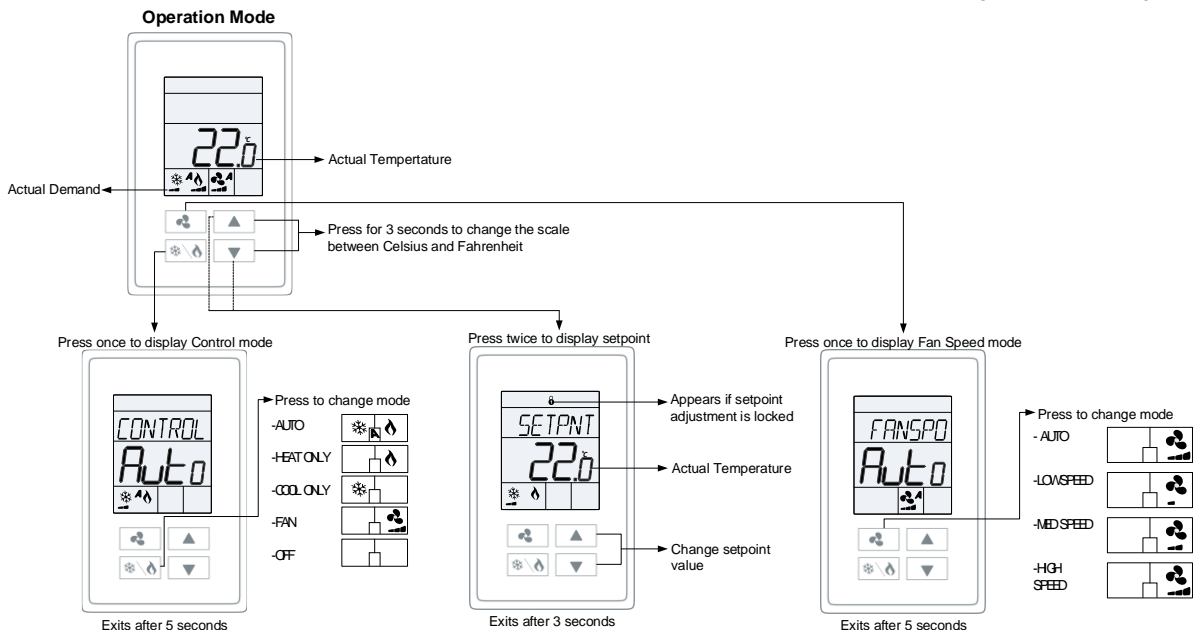 Operation Mode
22.0 °C
Actual Tempertature
Actual Demand
A A
Press for 3 seconds to change the scale
between Celsius and Fahrenheit
Press once to display Control mode
CONTROL
Auto
A
Press to change mode
-AUTO
A
-HEAT ONLY
-COOL ONLY
-FAN
-OFF
Exits after 5 seconds
Press twice to display setpoint
SETPNT
22.0 °C
Appears if setpoint
adjustment is locked
Actual Temperature
Change setpoint
value
Exits after 3 seconds
Press once to display Fan Speed mode
FANSPD
Auto
A
Press to change mode
- AUTO
-LOW SPEED
-MED SPEED
-HIGH
SPEED
Exits after 5 seconds